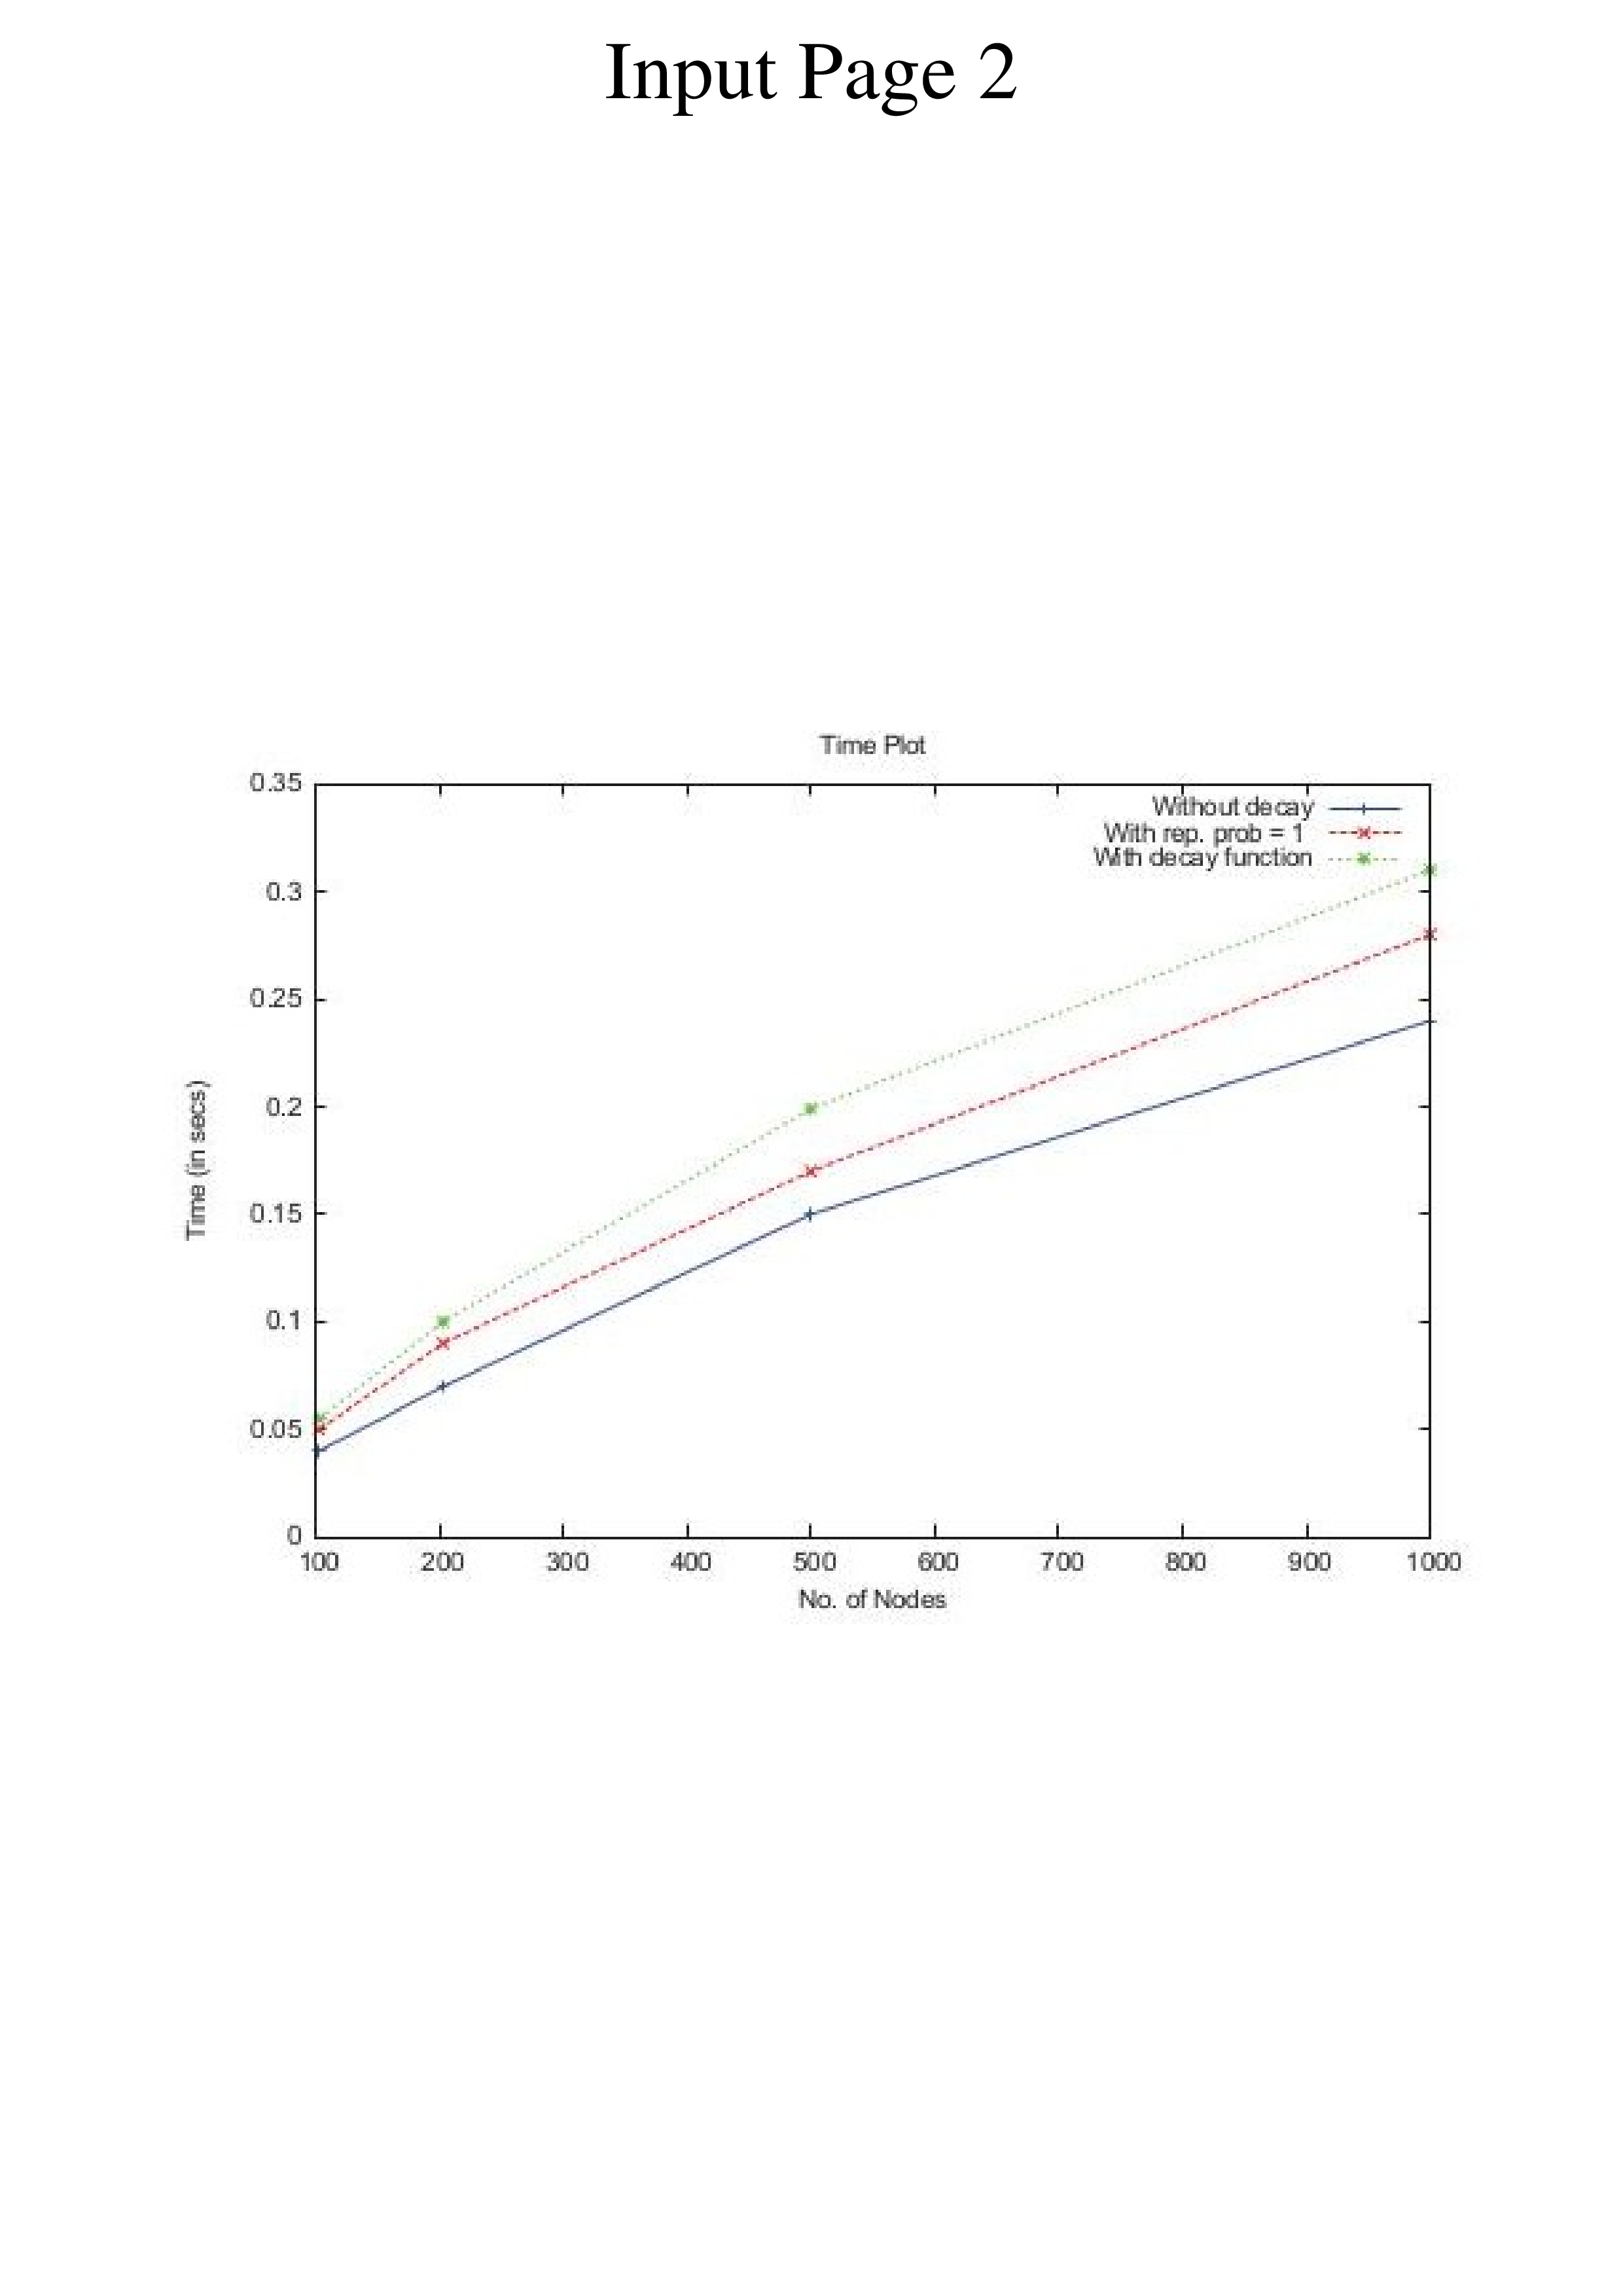 Input Page 2
Time Plot
0.35
Without decay
With rep. prob = 1
With decay function
0.3
0.25
0.2
0.15
0.1
0.05
0
Time (in secs)
100 200 300 400 500 600 700 800 900 1000
No. of Nodes